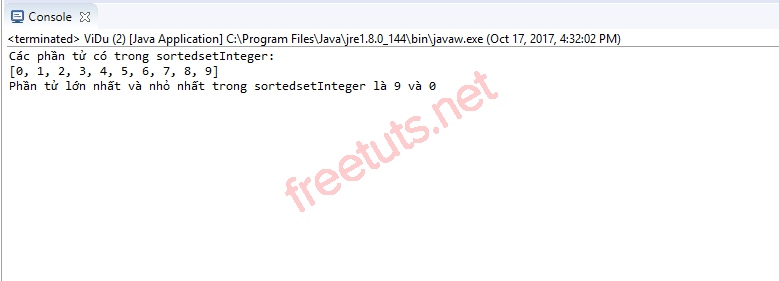 Console
<terminated> ViDu (2) [Java Application] C:\Program Files\Java\jre1.8.0_144\bin\javaw.exe (Oct 17, 2017, 4:32:02 PM)
Các phần tử có trong sortedsetInteger:
[0, 1, 2, 3, 4, 5, 6, 7, 8, 9]
Phần tử lớn nhất và nhỏ nhất trong sortedsetInteger là 9 và 0
freetuts.net